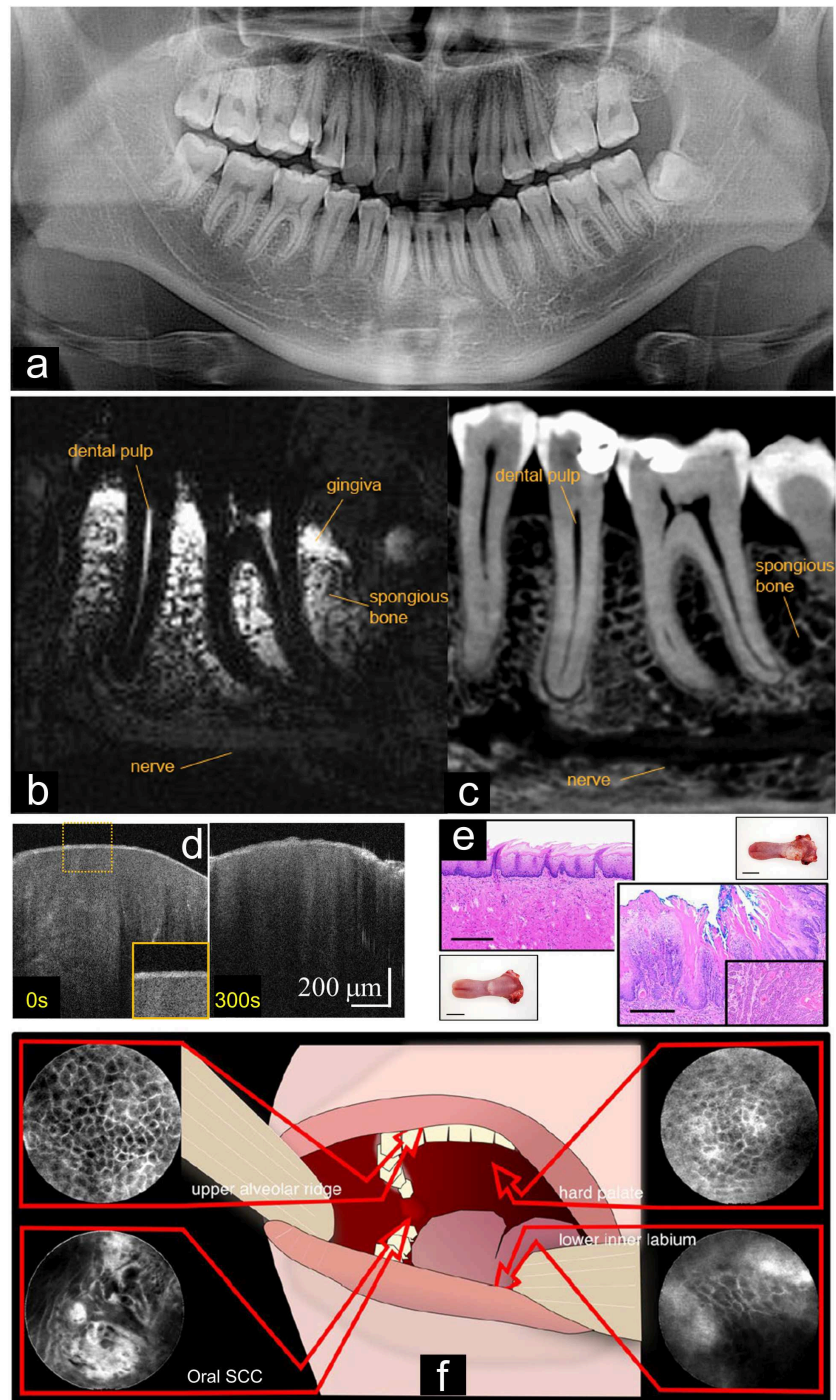 a
dental pulp
gingiva
spongious
bone
nerve
b
dental pulp
spongious
bone
nerve
c
d
0s
300s
200 µm
e
upper alveolar ridge
hard palate
lower inner labium
Oral SCC
f